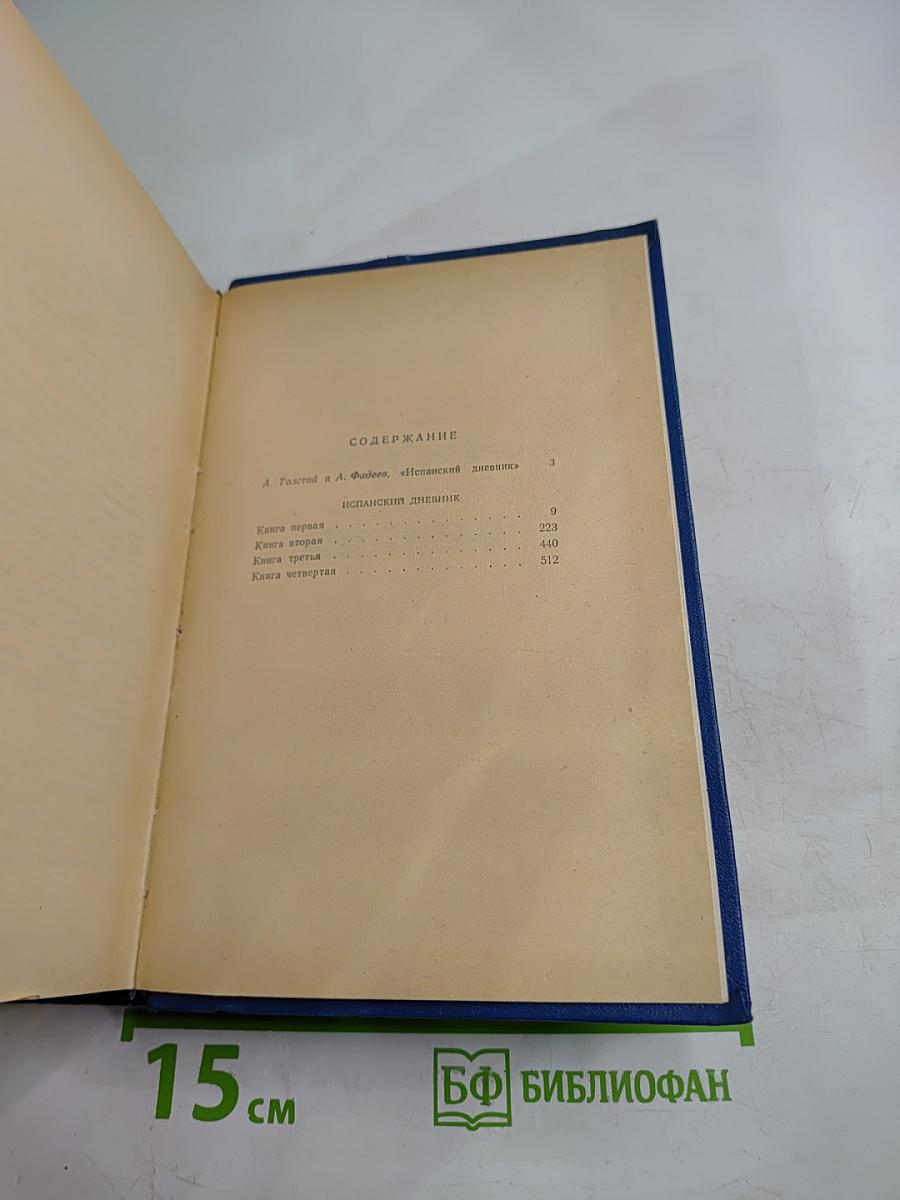 СОДЕРЖАНИЕ
А. Толстой и А. Фадеев, «Испанский дневник» 3
ИСПАНСКИЙ ДНЕВНИК
Книга первая . . . . . . . . . . 9
Книга вторая . . . . . . . . . . 223
Книга третья . . . . . . . . . . 440
Книга четвертая . . . . . . . . . . 512
15 см
БФ БИБЛИОФАН